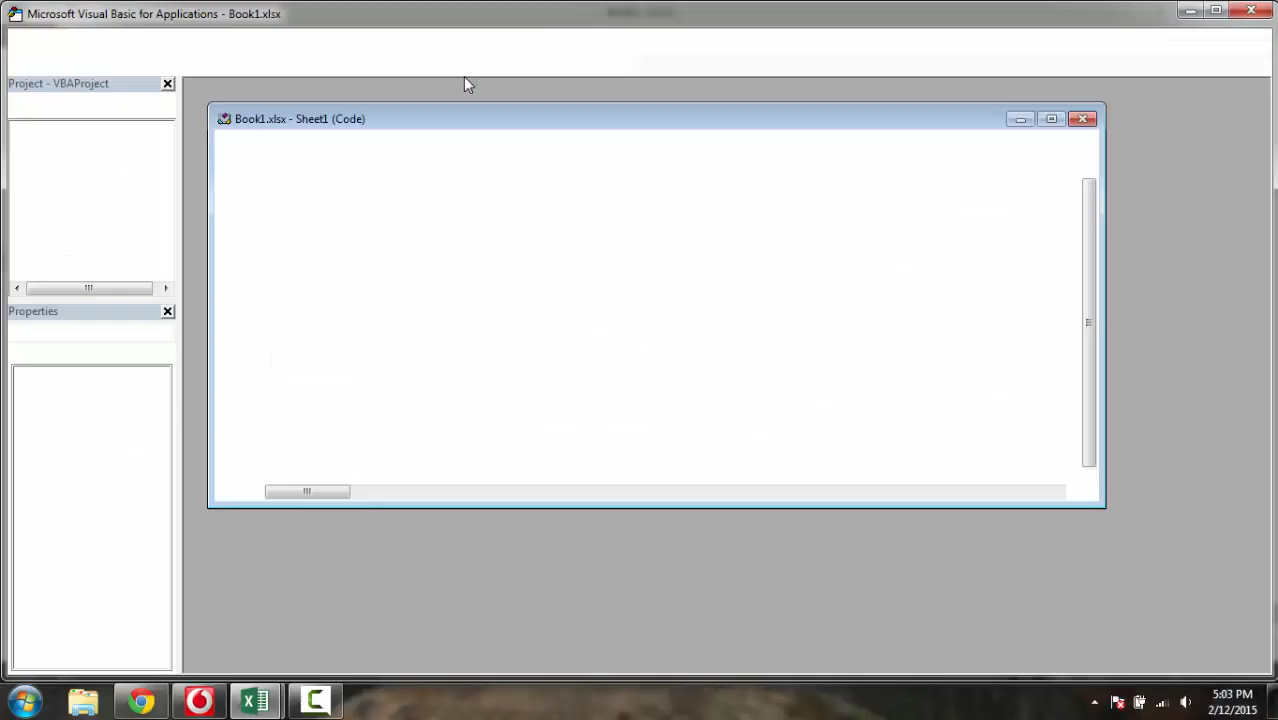 Microsoft Visual Basic for Applications - Book1.xlsx
Project - VBAProject
Book1.xlsx - Sheet1 (Code)
Properties
5:03 PM
2/12/2015